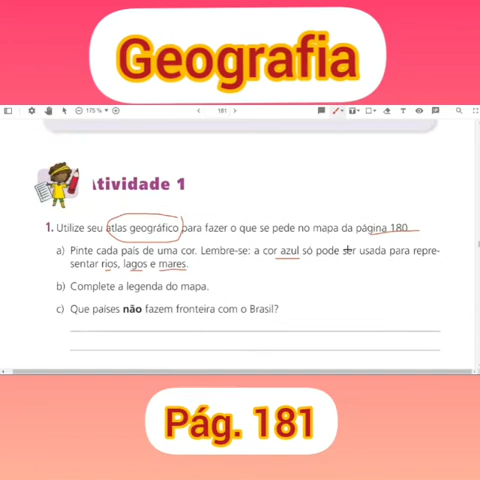 Geografia
175 %
181
Atividade 1
1. Utilize seu atlas geográfico para fazer o que se pede no mapa da página 180.
a) Pinte cada país de uma cor. Lembre-se: a cor azul só pode ser usada para repre-
sentar rios, lagos e mares.
b) Complete a legenda do mapa.
c) Que países não fazem fronteira com o Brasil?
Pág. 181